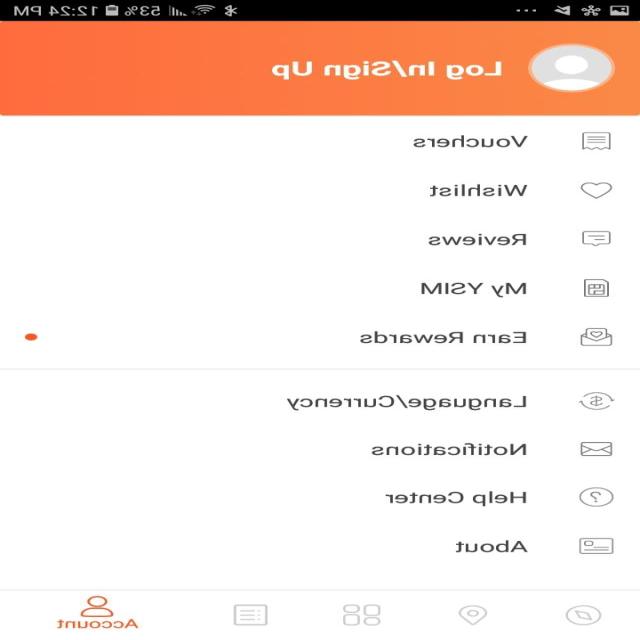 53% 12:24 PM
Log In/Sign Up
Vouchers
Wishlist
Reviews
My YSIM
Earn Rewards
Language/Currency
Notifications
Help Center
About
Account